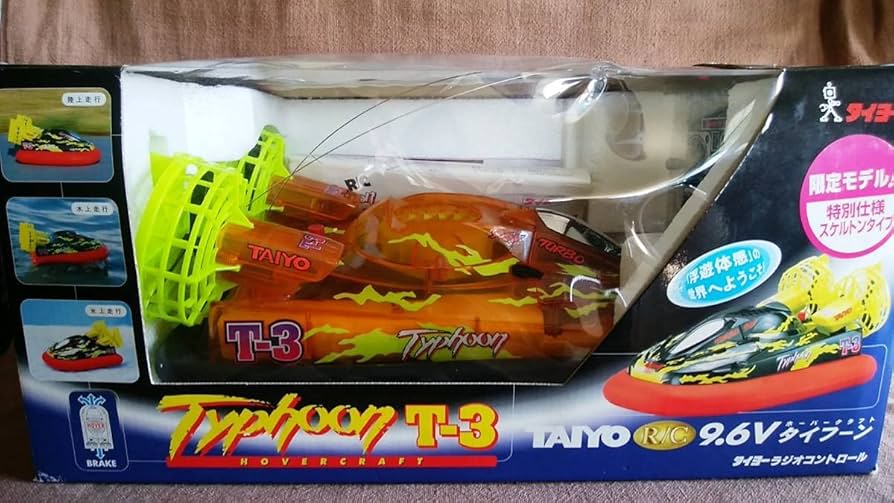 陸上走行
水上走行
氷上走行
BRAKE
R/C
TAIYO
TURBO
T-3
Typhoon
Typhoon T-3
HOVERCRAFT
タイヨー
限定モデル
特別仕様
スケルトンタイプ
「浮遊体感」の
世界へようこそ!
Typhoon
T-3
TAIYO R/C 9.6V ホーバークラフト タイフーン
タイヨーラジオコントロール